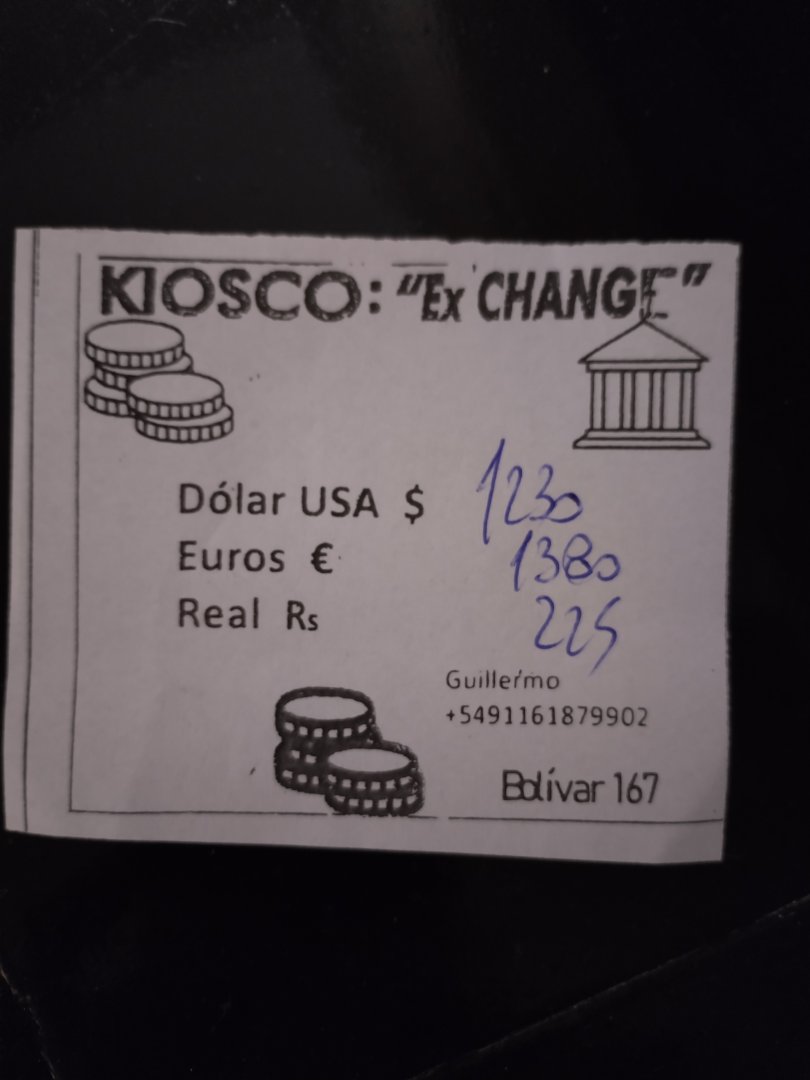 KIOSCO: "Ex'CHANGE"
Dólar USA $ 1230
Euros € 1380
Real Rs 225
Guillermo
+5491161879902
Bolívar 167